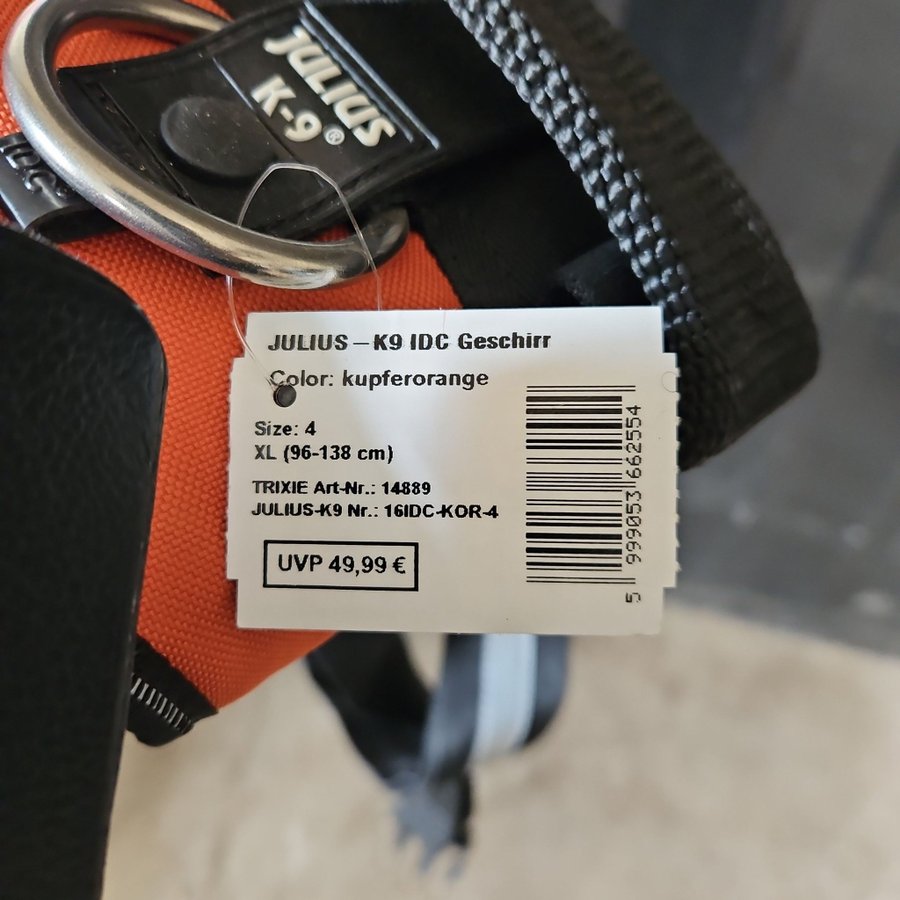 JULIUS
K-9®
IDC®
JULIUS – K9 IDC Geschirr
Color: kupferorange
Size: 4
XL (96-138 cm)
TRIXIE Art-Nr.: 14889
JULIUS-K9 Nr.: 16IDC-KOR-4
UVP 49,99 €
5 999053 662554